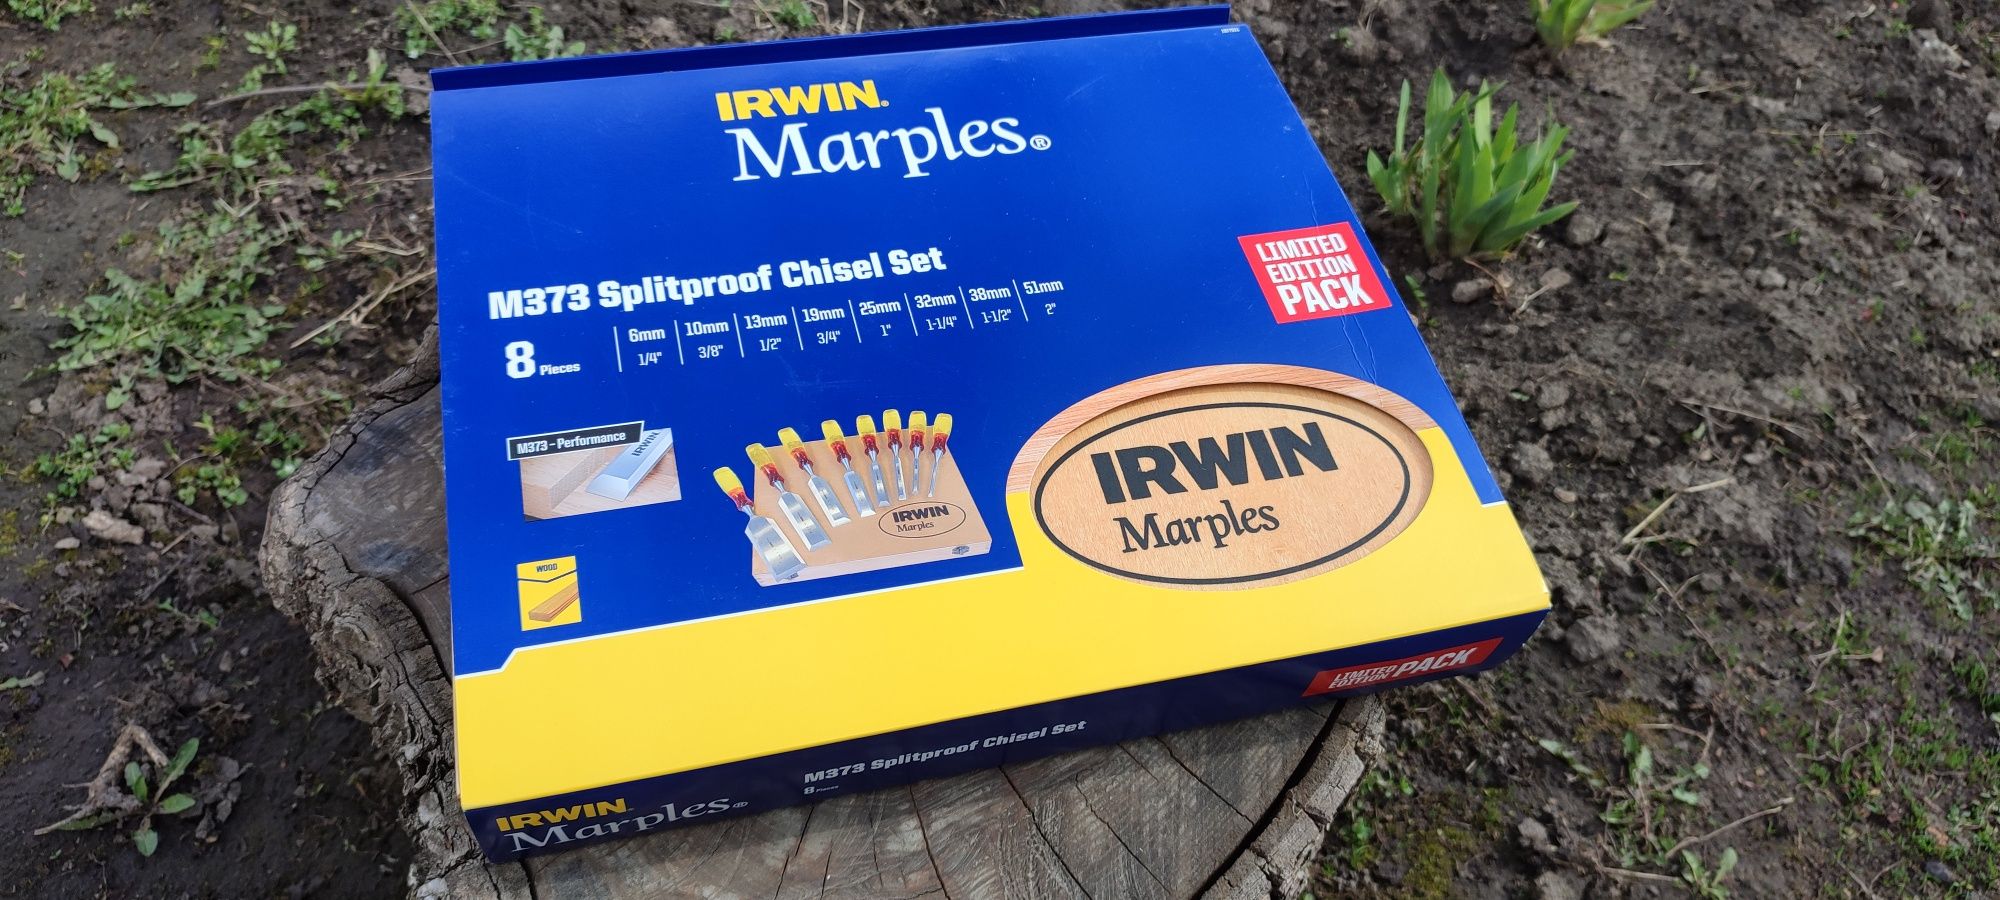 IRWIN®
Marples®
M373 Splitproof Chisel Set
8 Pieces
6mm 10mm 13mm 19mm 25mm 32mm 38mm 51mm
1/4" 3/8" 1/2" 3/4" 1" 1-1/4" 1-1/2" 2"
LIMITED
EDITION
PACK
M373 - Performance
IRWIN
IRWIN
Marples
WOOD
IRWIN
Marples
LIMITED
EDITION PACK
M373 Splitproof Chisel Set
8 Pieces
IRWIN
Marples®